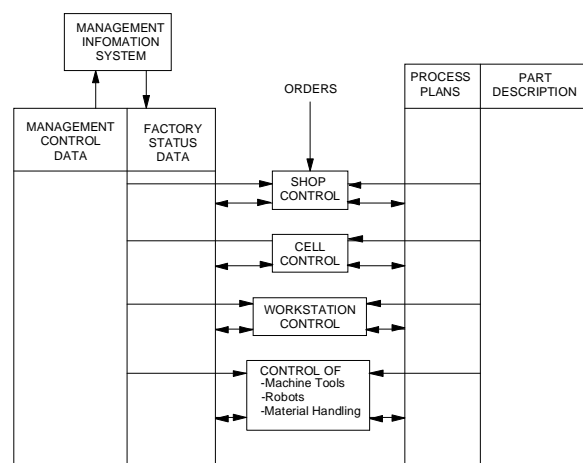 MANAGEMENT
INFOMATION
SYSTEM
ORDERS
PROCESS
PLANS
PART
DESCRIPTION
MANAGEMENT
CONTROL
DATA
FACTORY
STATUS
DATA
SHOP
CONTROL
CELL
CONTROL
WORKSTATION
CONTROL
CONTROL OF
-Machine Tools
-Robots
-Material Handling